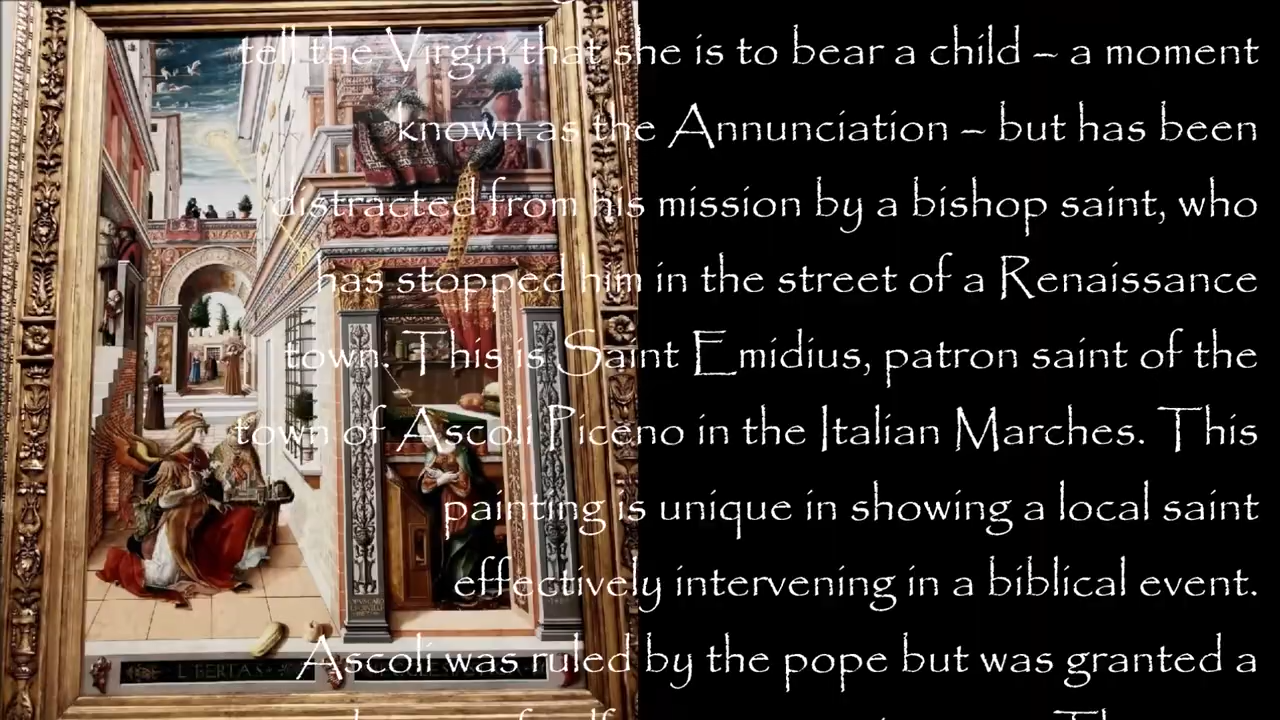 tell the Virgin that she is to bear a child – a moment
known as the Annunciation – but has been
distracted from his mission by a bishop saint, who
has stopped him in the street of a Renaissance
town. This is Saint Emidius, patron saint of the
town of Ascoli Piceno in the Italian Marches. This
painting is unique in showing a local saint
effectively intervening in a biblical event.
Ascoli was ruled by the pope but was granted a
LIBERTAS